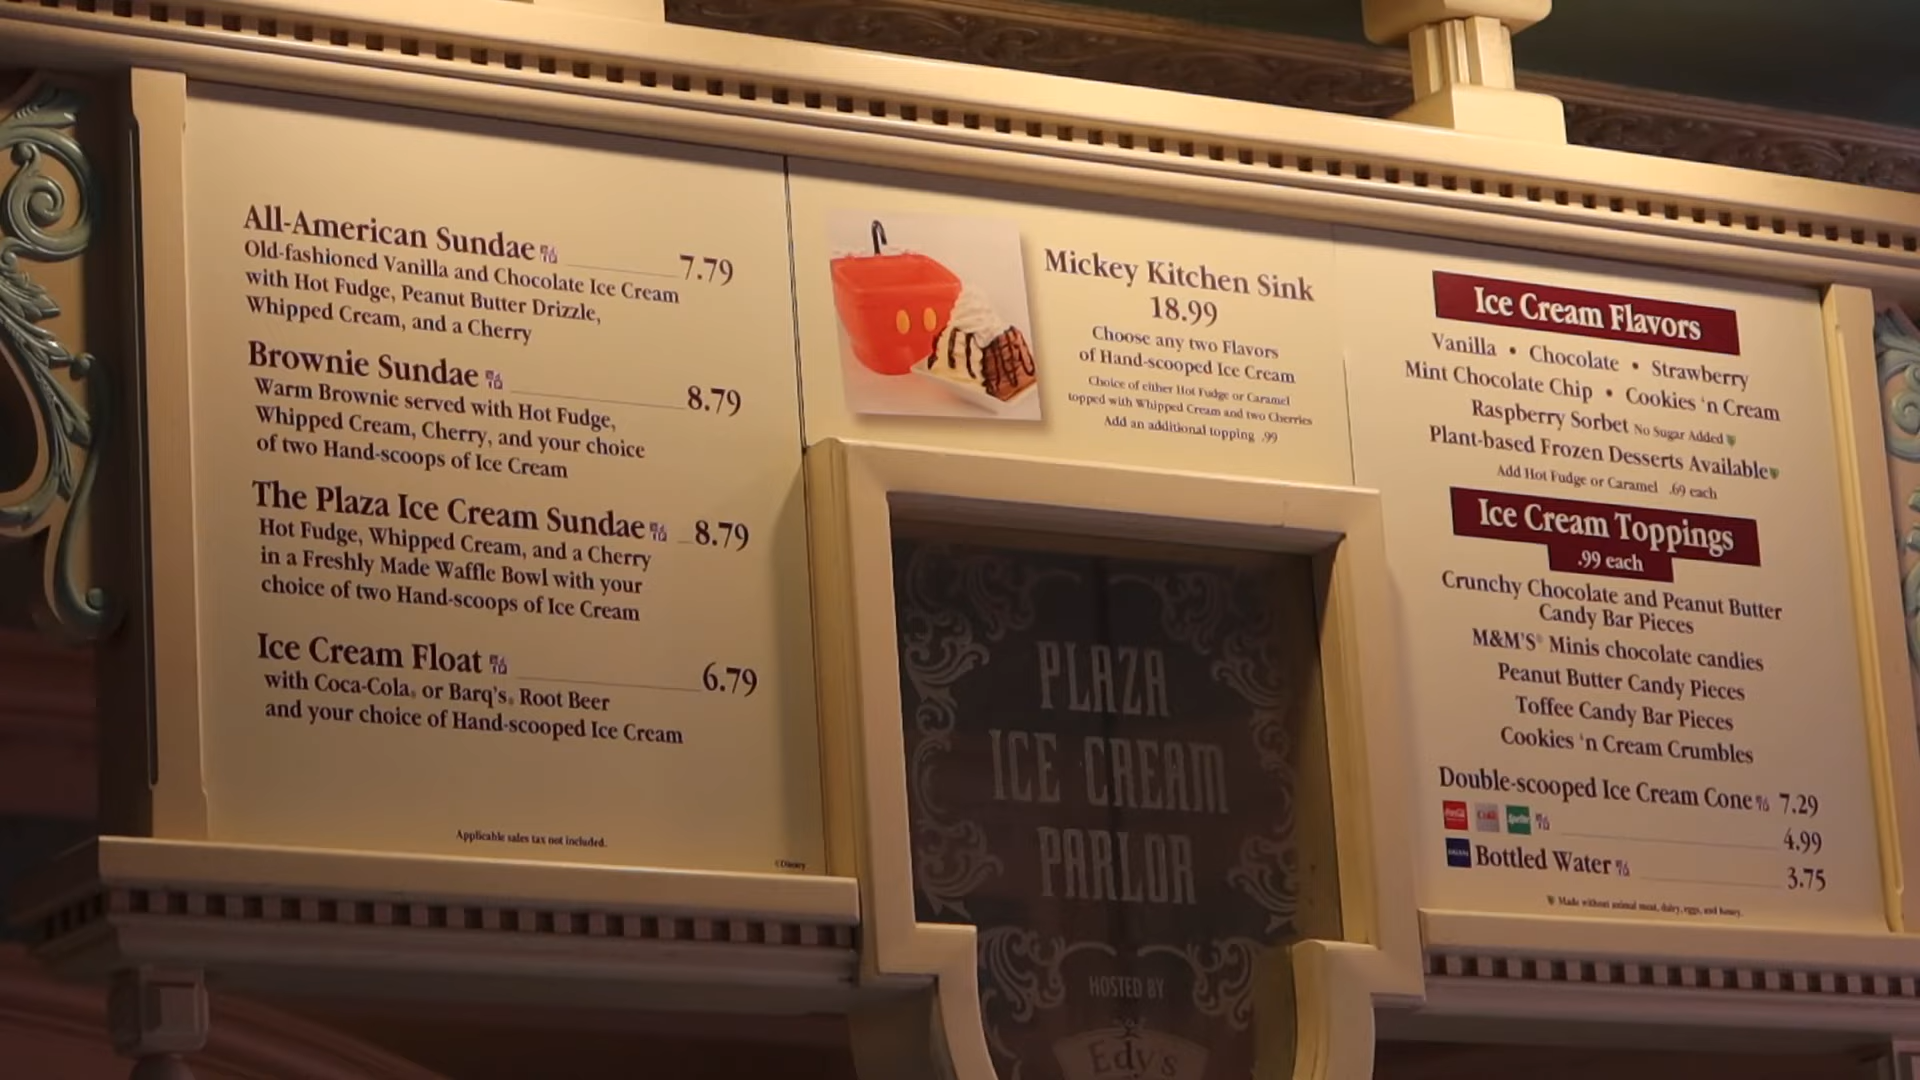 All-American Sundae 7.79
Old-fashioned Vanilla and Chocolate Ice Cream
with Hot Fudge, Peanut Butter Drizzle,
Whipped Cream, and a Cherry
Brownie Sundae 8.79
Warm Brownie served with Hot Fudge,
Whipped Cream, Cherry, and your choice
of two Hand-scoops of Ice Cream
The Plaza Ice Cream Sundae 8.79
Hot Fudge, Whipped Cream, and a Cherry
in a Freshly Made Waffle Bowl with your
choice of two Hand-scoops of Ice Cream
Ice Cream Float 6.79
with Coca-Cola® or Barq's® Root Beer
and your choice of Hand-scooped Ice Cream
Applicable sales tax not included.
©Disney
Mickey Kitchen Sink
18.99
Choose any two Flavors
of Hand-scooped Ice Cream
Choice of either Hot Fudge or Caramel
topped with Whipped Cream and two Cherries
Add an additional topping .99
PLAZA
ICE CREAM
PARLOR
HOSTED BY
Edy's
Ice Cream Flavors
Vanilla • Chocolate • Strawberry
Mint Chocolate Chip • Cookies 'n Cream
Raspberry Sorbet No Sugar Added
Plant-based Frozen Desserts Available
Add Hot Fudge or Caramel .69 each
Ice Cream Toppings
.99 each
Crunchy Chocolate and Peanut Butter
Candy Bar Pieces
M&M'S® Minis chocolate candies
Peanut Butter Candy Pieces
Toffee Candy Bar Pieces
Cookies 'n Cream Crumbles
Double-scooped Ice Cream Cone 7.29
Sprite 4.99
Bottled Water 3.75
Made without animal meat, dairy, eggs, and honey.